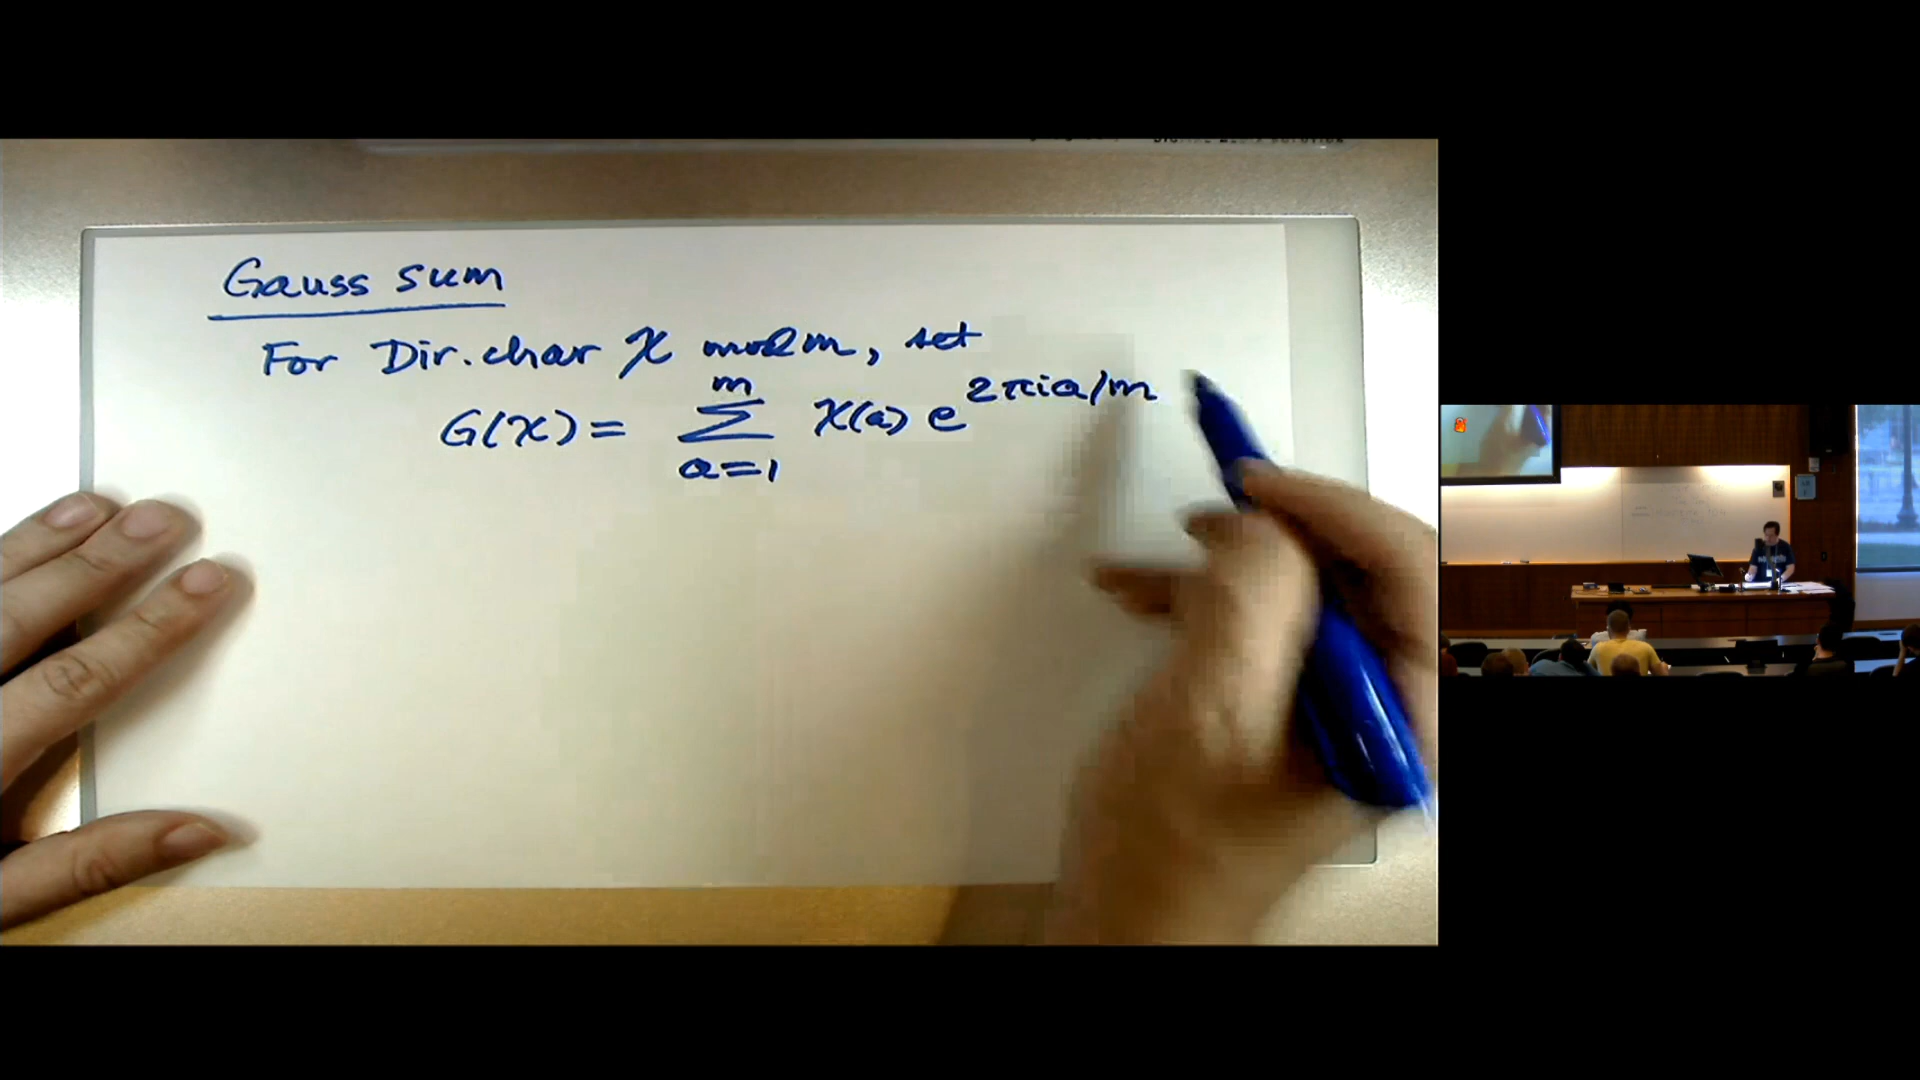 Gauss sum
For Dir. char χ mod m, set
G(χ) = ∑_{a=1}^{m} χ(a) e^{2πia/m}